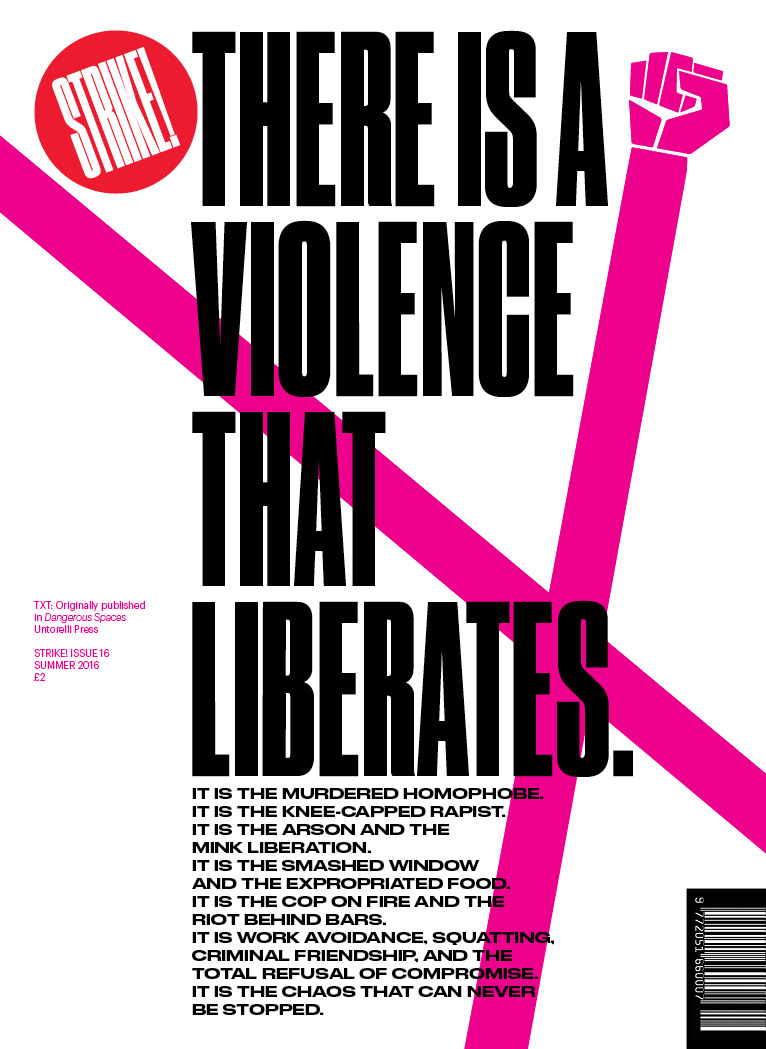 STRIKE!
THERE IS A
VIOLENCE
THAT
LIBERATES.
TXT: Originally published
in Dangerous Spaces
Untorelli Press
STRIKE! ISSUE 16
SUMMER 2016
£2
IT IS THE MURDERED HOMOPHOBE.
IT IS THE KNEE-CAPPED RAPIST.
IT IS THE ARSON AND THE
MINK LIBERATION.
IT IS THE SMASHED WINDOW
AND THE EXPROPRIATED FOOD.
IT IS THE COP ON FIRE AND THE
RIOT BEHIND BARS.
IT IS WORK AVOIDANCE, SQUATTING,
CRIMINAL FRIENDSHIP, AND THE
TOTAL REFUSAL OF COMPROMISE.
IT IS THE CHAOS THAT CAN NEVER
BE STOPPED.
9 772051 660007